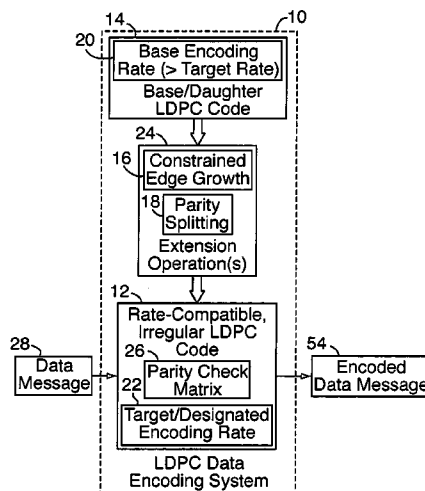 10
14
20
Base Encoding
Rate (> Target Rate)
Base/Daughter
LDPC Code
24
16
Constrained
Edge Growth
18
Parity
Splitting
Extension
Operation(s)
12
Rate-Compatible,
Irregular LDPC
Code
28
Data
Message
26
Parity Check
Matrix
22
Target/Designated
Encoding Rate
54
Encoded
Data Message
LDPC Data
Encoding System